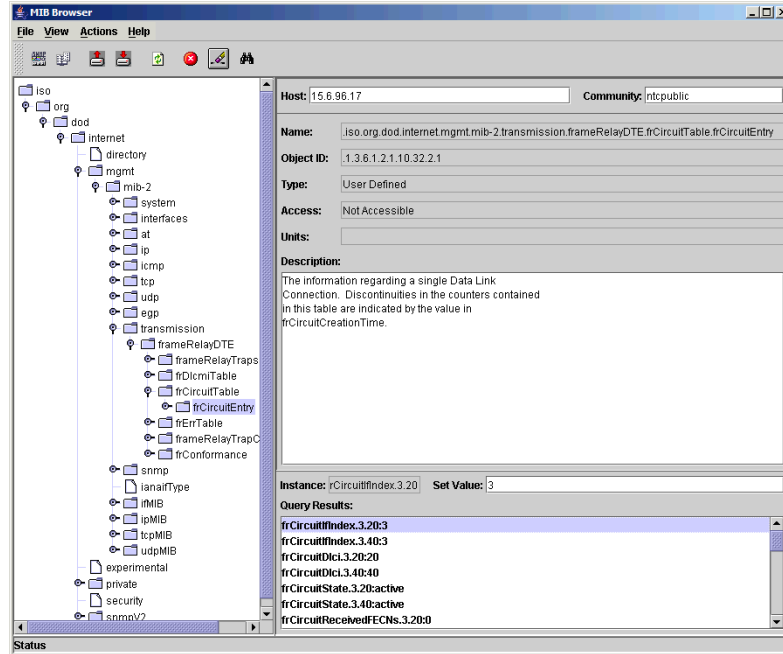 MIB Browser
File View Actions Help
iso
org
dod
internet
directory
mgmt
mib-2
system
interfaces
at
ip
icmp
tcp
udp
egp
transmission
frameRelayDTE
frameRelayTraps
frDlcmiTable
frCircuitTable
frCircuitEntry
frErrTable
frameRelayTrapC
frConformance
snmp
ianaifType
ifMIB
ipMIB
tcpMIB
udpMIB
experimental
private
security
snmpV2
Host: 15.6.96.17 Community: ntcpublic
Name: .iso.org.dod.internet.mgmt.mib-2.transmission.frameRelayDTE.frCircuitTable.frCircuitEntry
Object ID: .1.3.6.1.2.1.10.32.2.1
Type: User Defined
Access: Not Accessible
Units:
Description:
The information regarding a single Data Link
Connection. Discontinuities in the counters contained
in this table are indicated by the value in
frCircuitCreationTime.
Instance: rCircuitIfIndex.3.20 Set Value: 3
Query Results:
frCircuitIfIndex.3.20:3
frCircuitIfIndex.3.40:3
frCircuitDlci.3.20:20
frCircuitDlci.3.40:40
frCircuitState.3.20:active
frCircuitState.3.40:active
frCircuitReceivedFECNs.3.20:0
Status